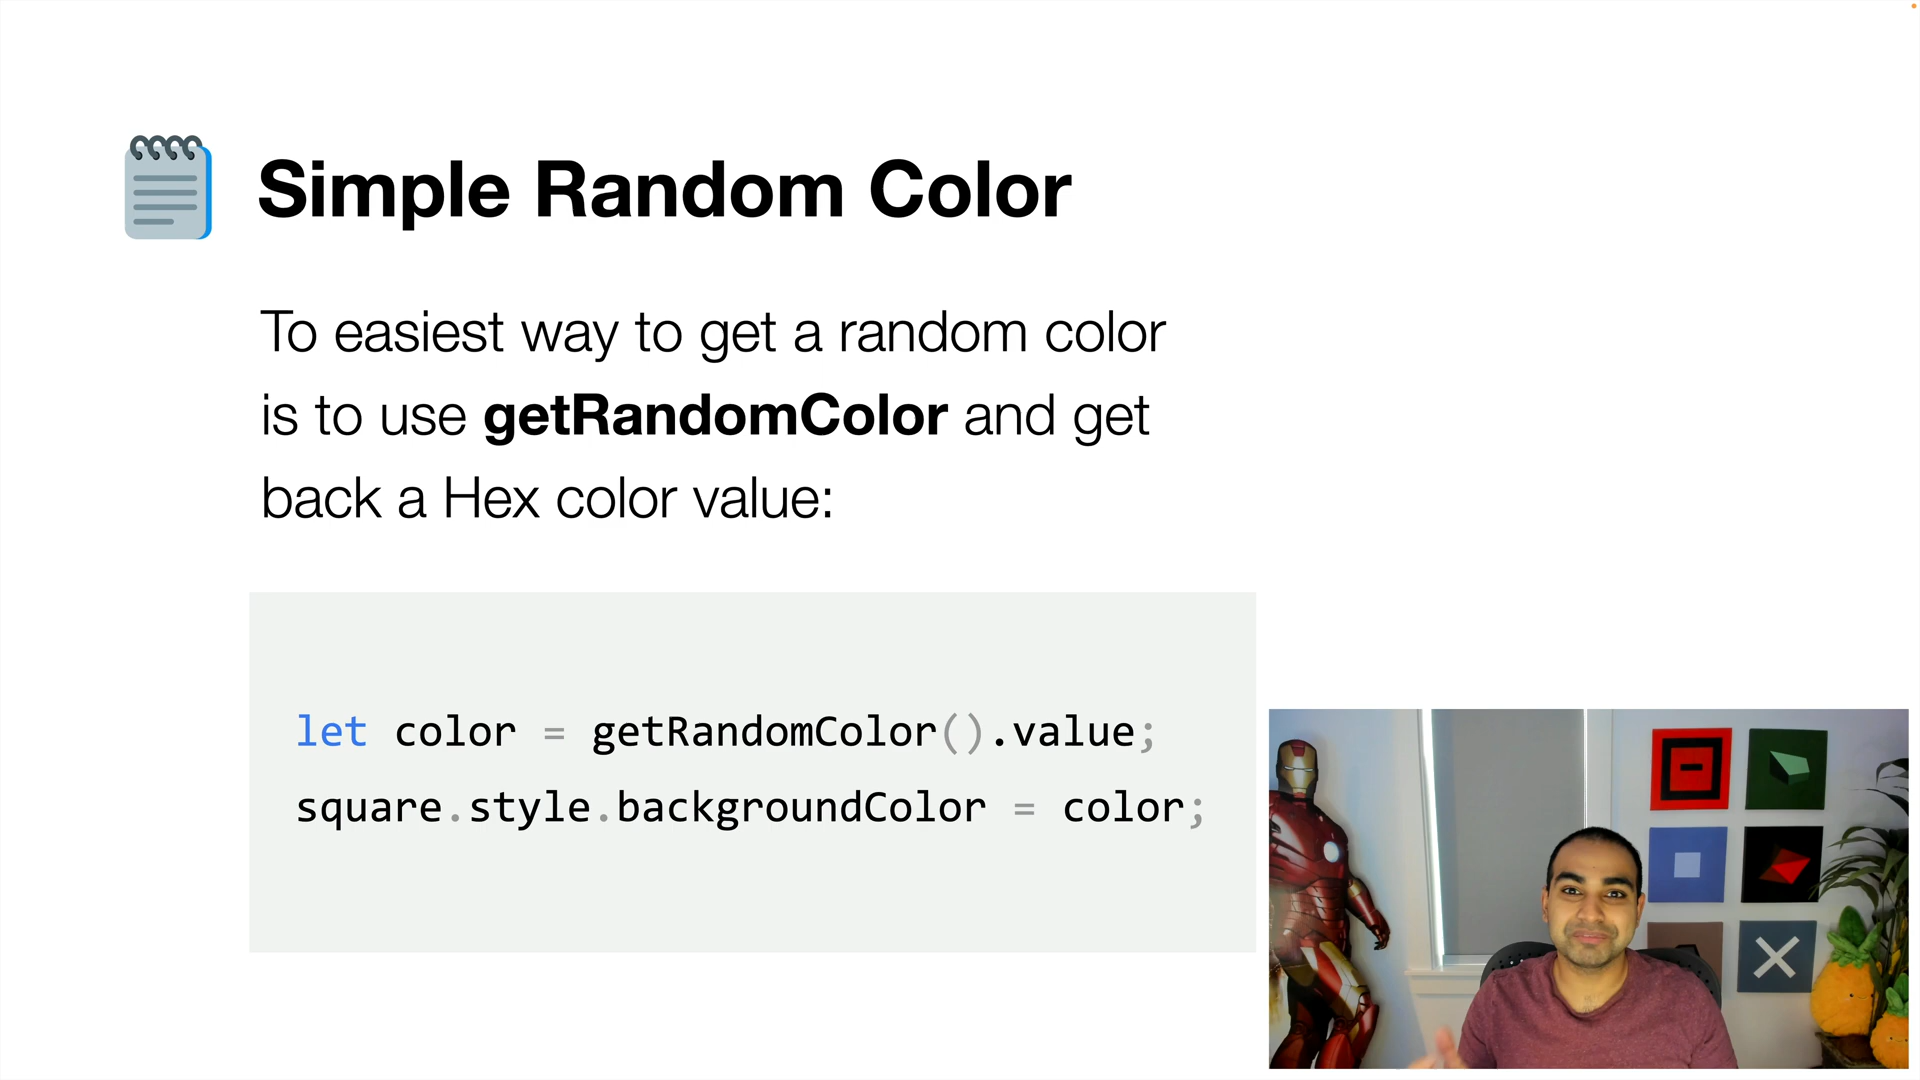 Simple Random Color
To easiest way to get a random color
is to use getRandomColor and get
back a Hex color value:
let color = getRandomColor().value;
square.style.backgroundColor = color;